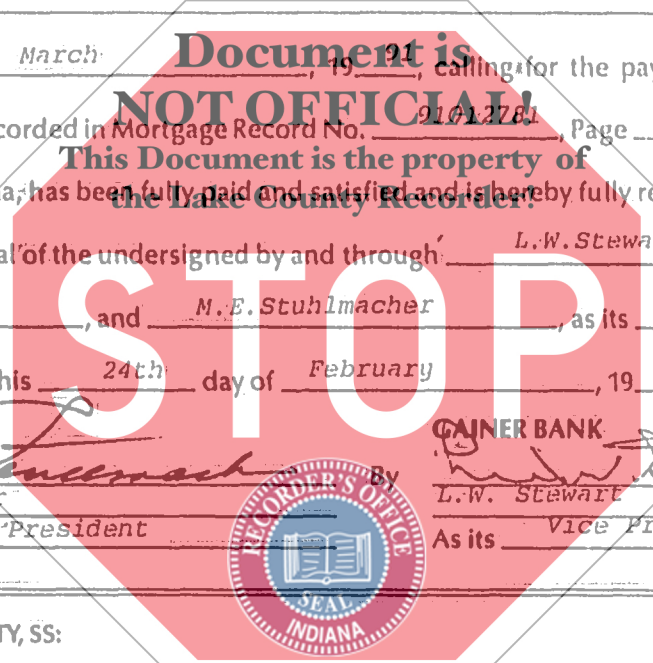 Document is
March , 19 91, calling for the pay
NOT OFFICIAL!
corded in Mortgage Record No. 91012781, Page
This Document is the property of
a, has been fully paid and satisfied and is hereby fully re
the Lake County Recorder!
al of the undersigned by and through L.W.Stewa
STOP
, and M.E.Stuhlmacher , as its
his 24th day of February , 19
GAINER BANK
By
L.W. Stewart
President
As its Vice Pr
RECORDER'S OFFICE
SEAL
INDIANA
TY, SS: